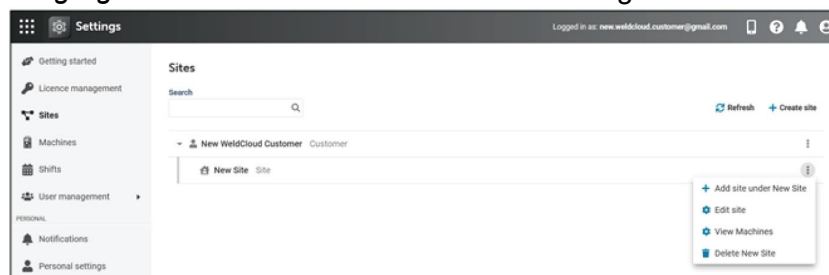 Settings
Logged in as: new.weldcloud.customer@gmail.com
Getting started
Licence management
Sites
Machines
Shifts
User management
PERSONAL
Notifications
Personal settings
Sites
Search
Refresh
+ Create site
New WeldCloud Customer Customer
New Site Site
+ Add site under New Site
Edit site
View Machines
Delete New Site